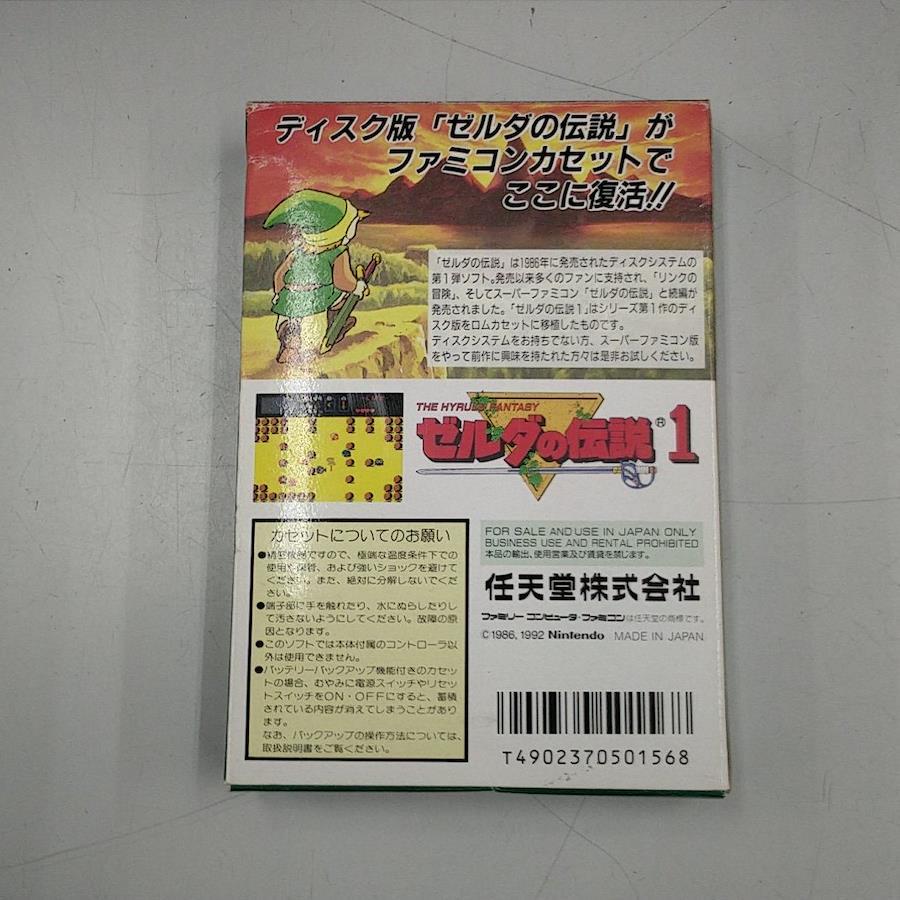 ディスク版「ゼルダの伝説」が
ファミコンカセットで
ここに復活!!
「ゼルダの伝説」は1986年に発売されたディスクシステムの
第1弾ソフト。発売以来多くのファンに支持され、「リンクの
冒険」、そしてスーパーファミコン「ゼルダの伝説」と続編が
発売されました。「ゼルダの伝説1」はシリーズ第1作のディ
スク版をロムカセットに移植したものです。
ディスクシステムをお持ちでない方、スーパーファミコン版
をやって前作に興味を持たれた方々は是非お試しください。
THE HYRULE FANTASY
ゼルダの伝説®1
カセットについてのお願い
●精密機器ですので、極端な温度条件下での
使用や保管、および強いショックを避けて
ください。また、絶対に分解しないでくだ
さい。
●端子部に手を触れたり、水にぬらしたりし
て汚さないようにしてください。故障の原
因となります。
●このソフトでは本体付属のコントローラ以
外は使用できません。
●バッテリーバックアップ機能付きのカセッ
トの場合、むやみに電源スイッチやリセッ
トスイッチをON・OFFにすると、蓄積
されている内容が消えてしまうことがあり
ます。
なお、バックアップの操作方法については、
取扱説明書をご覧ください。
FOR SALE AND USE IN JAPAN ONLY
BUSINESS USE AND RENTAL PROHIBITED
本品の輸出、使用営業及び賃貸を禁じます。
任天堂株式会社
ファミリーコンピュータ・ファミコンは任天堂の商標です。
©1986, 1992 Nintendo MADE IN JAPAN
T4902370501568